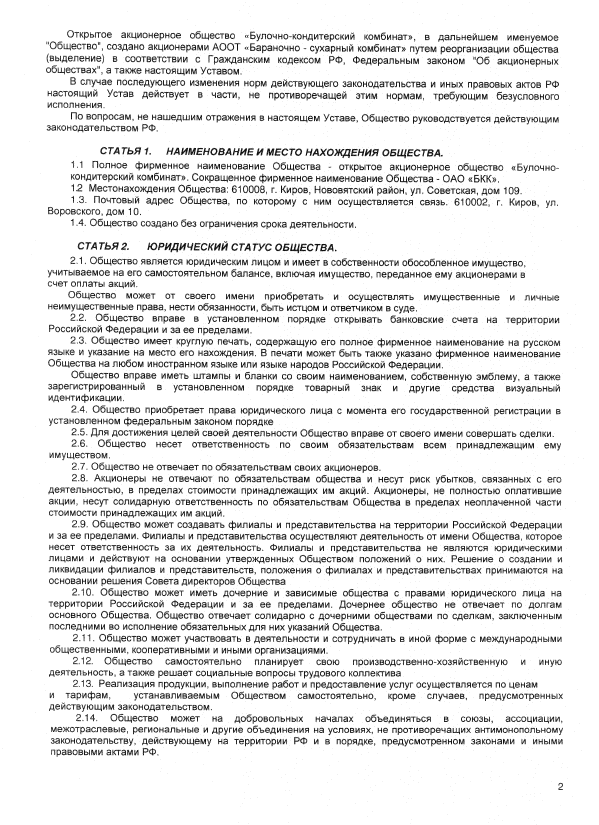 Открытое акционерное общество «Булочно-кондитерский комбинат», в дальнейшем именуемое
"Общество", создано акционерами АООТ «Бараночно - сухарный комбинат» путем реорганизации общества
(выделение) в соответствии с Гражданским кодексом РФ, Федеральным законом "Об акционерных
обществах", а также настоящим Уставом.
В случае последующего изменения норм действующего законодательства и иных правовых актов РФ
настоящий Устав действует в части, не противоречащей этим нормам, требующим безусловного
исполнения.
По вопросам, не нашедшим отражения в настоящем Уставе, Общество руководствуется действующим
законодательством РФ.
СТАТЬЯ 1. НАИМЕНОВАНИЕ И МЕСТО НАХОЖДЕНИЯ ОБЩЕСТВА.
1.1 Полное фирменное наименование Общества - открытое акционерное общество «Булочно-
кондитерский комбинат». Сокращенное фирменное наименование Общества - ОАО «БКК».
1.2 Местонахождения Общества: 610008, г. Киров, Нововятский район, ул. Советская, дом 109.
1.3. Почтовый адрес Общества, по которому с ним осуществляется связь. 610002, г. Киров, ул.
Воровского, дом 10.
1.4. Общество создано без ограничения срока деятельности.
СТАТЬЯ 2. ЮРИДИЧЕСКИЙ СТАТУС ОБЩЕСТВА.
2.1. Общество является юридическим лицом и имеет в собственности обособленное имущество,
учитываемое на его самостоятельном балансе, включая имущество, переданное ему акционерами в
счет оплаты акций.
Общество может от своего имени приобретать и осуществлять имущественные и личные
неимущественные права, нести обязанности, быть истцом и ответчиком в суде.
2.2. Общество вправе в установленном порядке открывать банковские счета на территории
Российской Федерации и за ее пределами.
2.3. Общество имеет круглую печать, содержащую его полное фирменное наименование на русском
языке и указание на место его нахождения. В печати может быть также указано фирменное наименование
Общества на любом иностранном языке или языке народов Российской Федерации.
Общество вправе иметь штампы и бланки со своим наименованием, собственную эмблему, а также
зарегистрированный в установленном порядке товарный знак и другие средства визуальный
идентификации.
2.4. Общество приобретает права юридического лица с момента его государственной регистрации в
установленном федеральным законом порядке
2.5. Для достижения целей своей деятельности Общество вправе от своего имени совершать сделки.
2.6. Общество несет ответственность по своим обязательствам всем принадлежащим ему
имуществом.
2.7. Общество не отвечает по обязательствам своих акционеров.
2.8. Акционеры не отвечают по обязательствам общества и несут риск убытков, связанных с его
деятельностью, в пределах стоимости принадлежащих им акций. Акционеры, не полностью оплатившие
акции, несут солидарную ответственность по обязательствам Общества в пределах неоплаченной части
стоимости принадлежащих им акций.
2.9. Общество может создавать филиалы и представительства на территории Российской Федерации
и за ее пределами. Филиалы и представительства осуществляют деятельность от имени Общества, которое
несет ответственность за их деятельность. Филиалы и представительства не являются юридическими
лицами и действуют на основании утвержденных Обществом положений о них. Решение о создании и
ликвидации филиалов и представительств, положения о филиалах и представительствах принимаются на
основании решения Совета директоров Общества
2.10. Общество может иметь дочерние и зависимые общества с правами юридического лица на
территории Российской Федерации и за ее пределами. Дочернее общество не отвечает по долгам
основного Общества. Общество отвечает солидарно с дочерними обществами по сделкам, заключенным
последними во исполнение обязательных для них указаний Общества.
2.11. Общество может участвовать в деятельности и сотрудничать в иной форме с международными
общественными, кооперативными и иными организациями.
2.12. Общество самостоятельно планирует свою производственно-хозяйственную и иную
деятельность, а также решает социальные вопросы трудового коллектива
2.13. Реализация продукции, выполнение работ и предоставление услуг осуществляется по ценам
и тарифам, устанавливаемым Обществом самостоятельно, кроме случаев, предусмотренных
действующим законодательством.
2.14. Общество может на добровольных началах объединяться в союзы, ассоциации,
межотраслевые, региональные и другие объединения на условиях, не противоречащих антимонопольному
законодательству, действующему на территории РФ и в порядке, предусмотренном законами и иными
правовыми актами РФ.
2